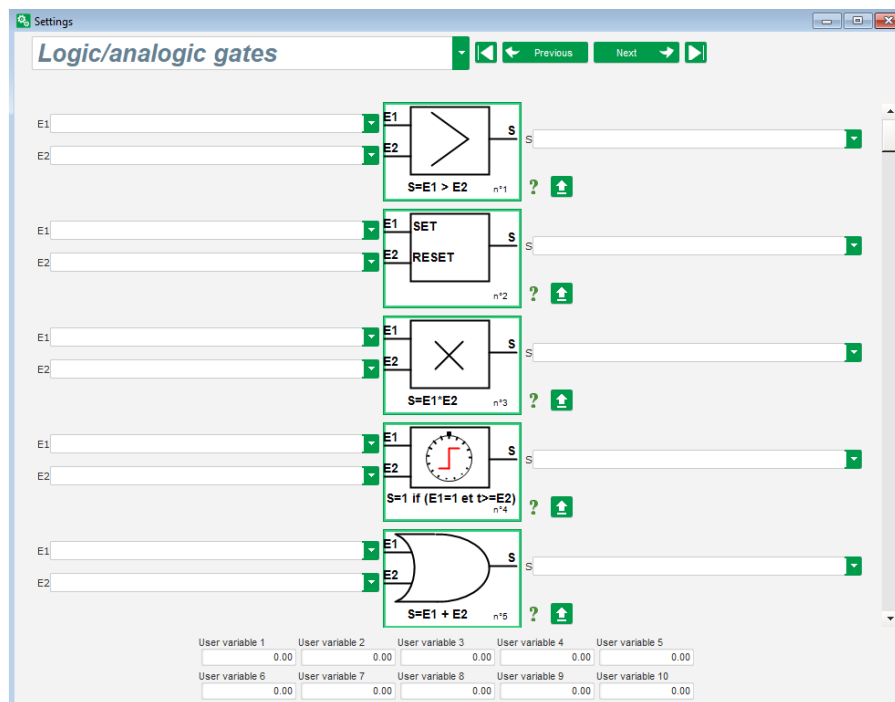 Settings
Logic/analogic gates
Previous
Next
E1
E1
S
S
E2
E2
S=E1 > E2
n°1
?
E1
E1
SET
S
S
E2
E2
RESET
n°2
?
E1
E1
S
S
E2
E2
S=E1*E2
n°3
?
E1
E1
S
S
E2
E2
S=1 if (E1=1 et t>=E2)
n°4
?
E1
E1
S
S
E2
E2
S=E1 + E2
n°5
?
User variable 1 User variable 2 User variable 3 User variable 4 User variable 5
0.00 0.00 0.00 0.00 0.00
User variable 6 User variable 7 User variable 8 User variable 9 User variable 10
0.00 0.00 0.00 0.00 0.00